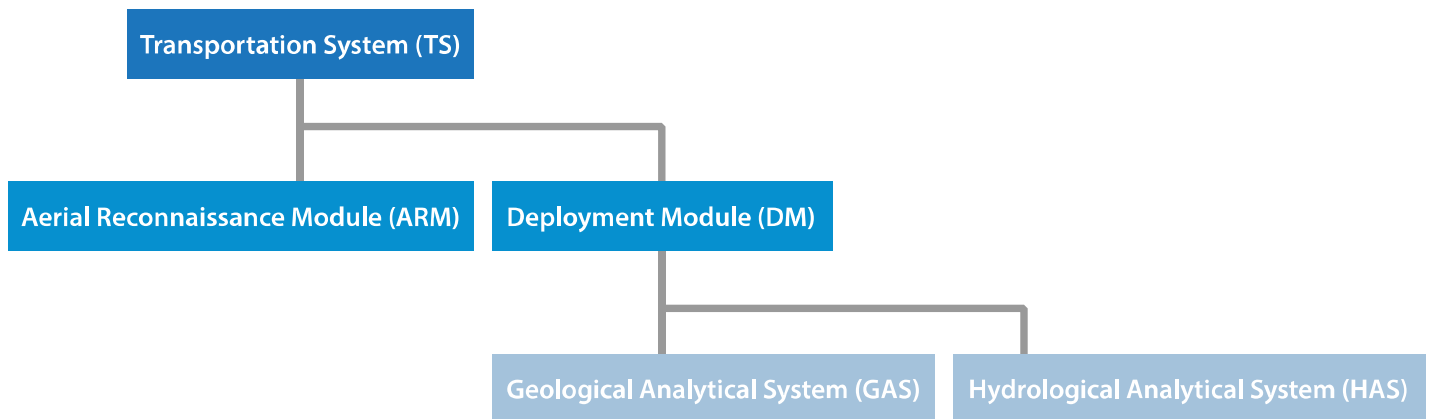 Transportation System (TS)
Aerial Reconnaissance Module (ARM)
Deployment Module (DM)
Geological Analytical System (GAS)
Hydrological Analytical System (HAS)